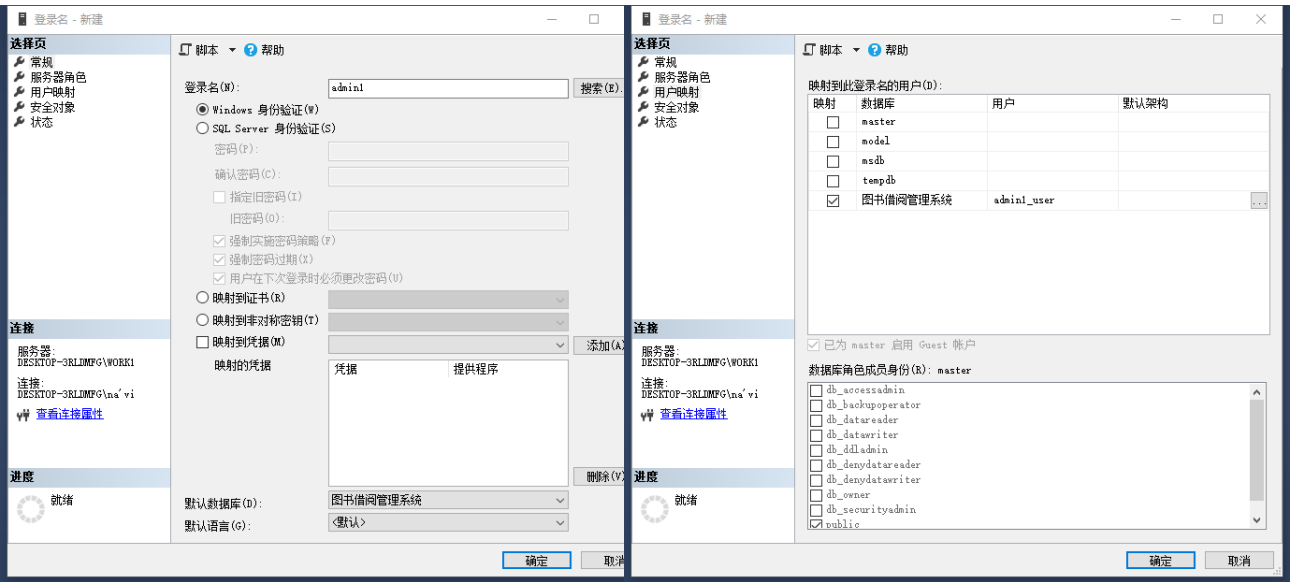 登录名 - 新建
选择页
常规
服务器角色
用户映射
安全对象
状态
连接
服务器:
DESKTOP-3RLDMFG\WORK1
连接:
DESKTOP-3RLDMFG\na'vi
查看连接属性
进度
就绪
脚本
帮助
登录名(N):
admin1
搜索(E).
Windows 身份验证(W)
SQL Server 身份验证(S)
密码(P):
确认密码(C):
指定旧密码(I)
旧密码(O):
强制实施密码策略(F)
强制密码过期(X)
用户在下次登录时必须更改密码(U)
映射到证书(R)
映射到非对称密钥(T)
映射到凭据(M)
添加(A)
映射的凭据
凭据 提供程序
删除(V)
默认数据库(D):
图书借阅管理系统
默认语言(G):
<默认>
确定
取消
登录名 - 新建
选择页
常规
服务器角色
用户映射
安全对象
状态
连接
服务器:
DESKTOP-3RLDMFG\WORK1
连接:
DESKTOP-3RLDMFG\na'vi
查看连接属性
进度
就绪
脚本
帮助
映射到此登录名的用户(D):
映射 数据库 用户 默认架构
master
model
msdb
tempdb
图书借阅管理系统 admin1_user ...
已为 master 启用 Guest 帐户
数据库角色成员身份(R): master
db_accessadmin
db_backupoperator
db_datareader
db_datawriter
db_ddladmin
db_denydatareader
db_denydatawriter
db_owner
db_securityadmin
public
确定
取消